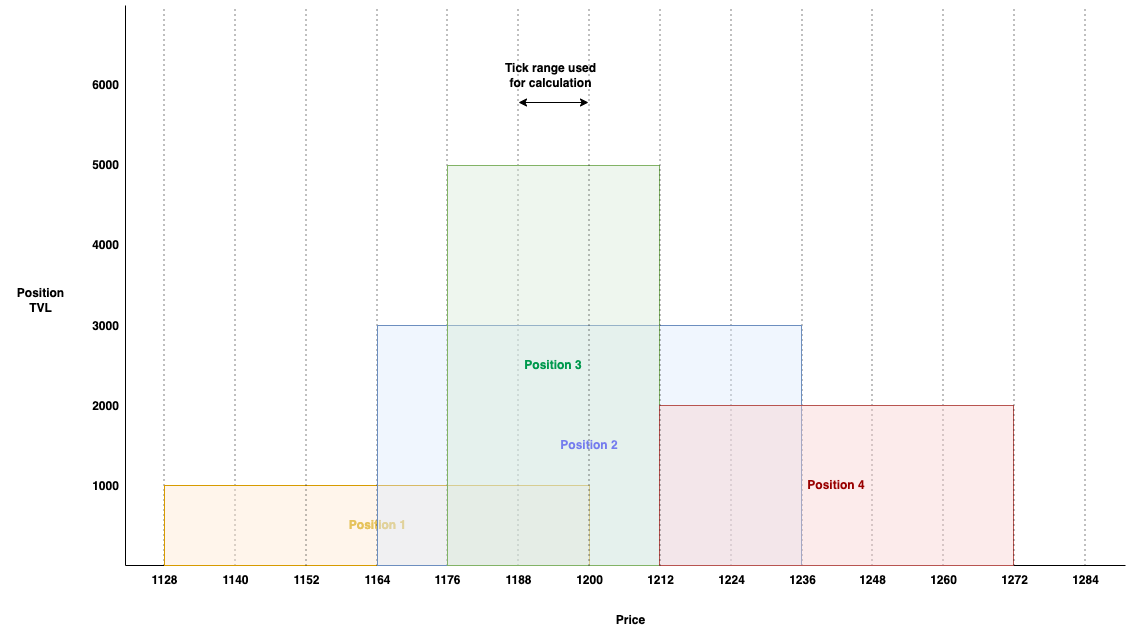 Tick range used
for calculation
6000
5000
4000
Position
TVL
3000
Position 3
2000
Position 2
1000
Position 4
Position 1
1128
1140
1152
1164
1176
1188
1200
1212
1224
1236
1248
1260
1272
1284
Price